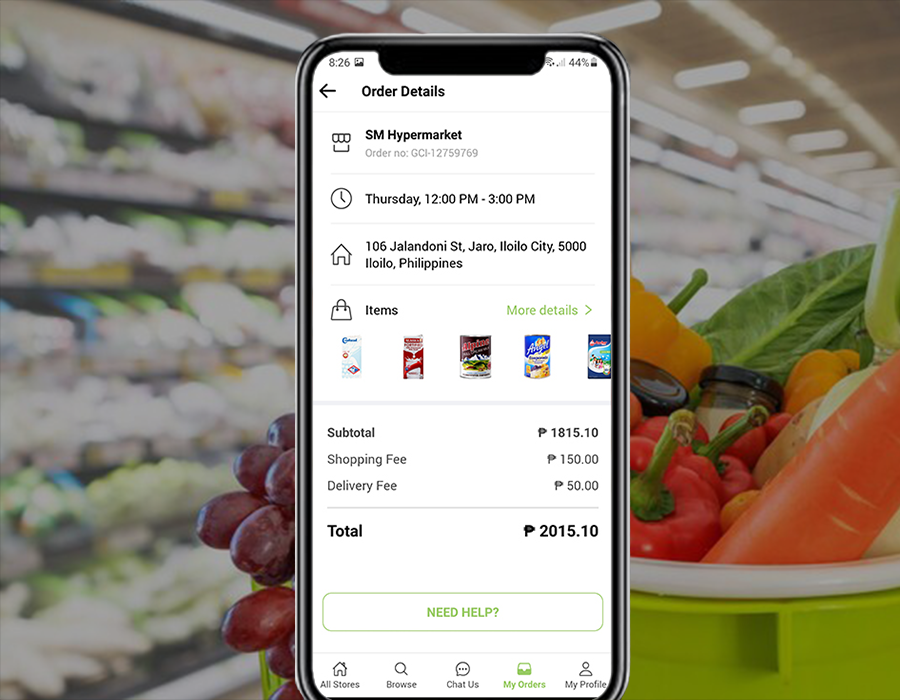 8:26
44%
Order Details
SM Hypermarket
Order no: GCI-12759769
Thursday, 12:00 PM - 3:00 PM
106 Jalandoni St, Jaro, Iloilo City, 5000
Iloilo, Philippines
Items
More details >
Alpine
Angel
Subtotal
₱ 1815.10
Shopping Fee
₱ 150.00
Delivery Fee
₱ 50.00
Total
₱ 2015.10
NEED HELP?
All Stores
Browse
Chat Us
My Orders
My Profile